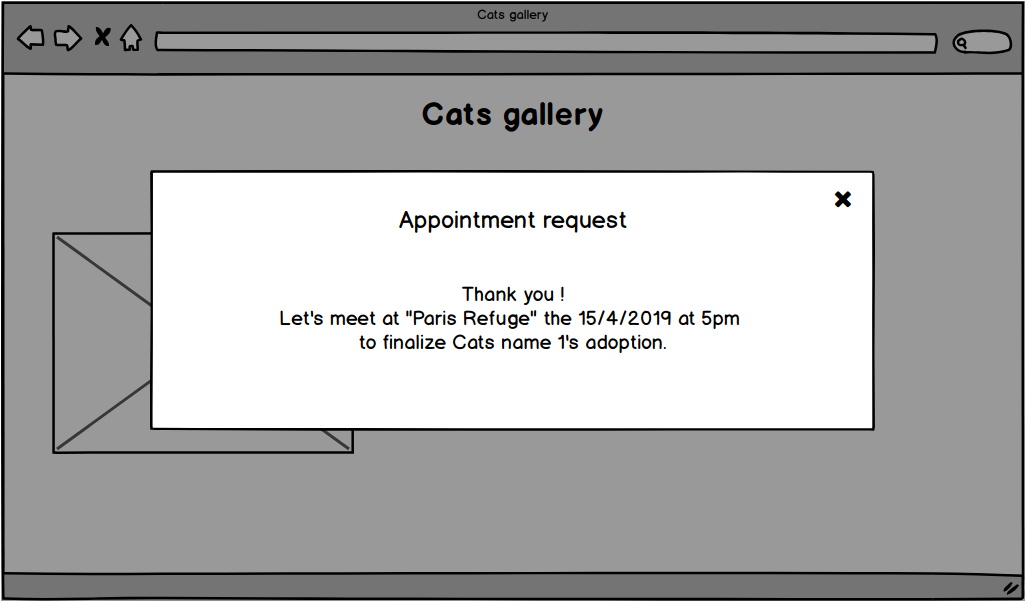 Cats gallery
Cats gallery
Appointment request
Thank you !
Let's meet at "Paris Refuge" the 15/4/2019 at 5pm
to finalize Cats name 1's adoption.